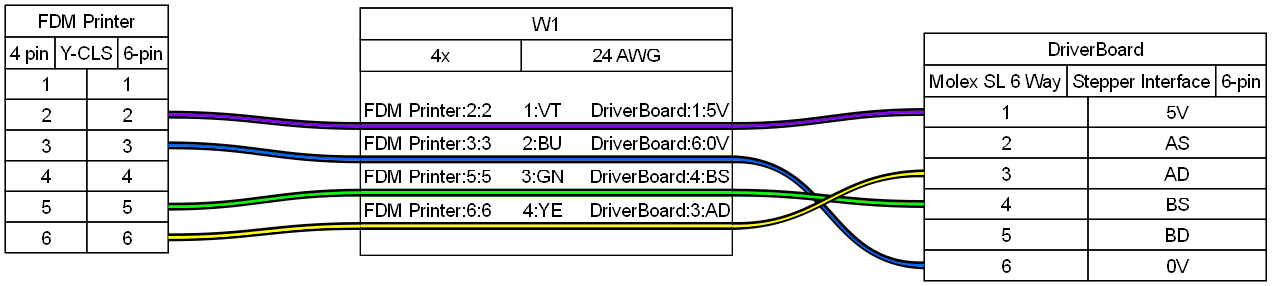 FDM Printer
4 pin Y-CLS 6-pin
1 1
2 2
3 3
4 4
5 5
6 6
W1
4x 24 AWG
FDM Printer:2:2 1:VT DriverBoard:1:5V
FDM Printer:3:3 2:BU DriverBoard:6:0V
FDM Printer:5:5 3:GN DriverBoard:4:BS
FDM Printer:6:6 4:YE DriverBoard:3:AD
DriverBoard
Molex SL 6 Way Stepper Interface 6-pin
1 5V
2 AS
3 AD
4 BS
5 BD
6 0V